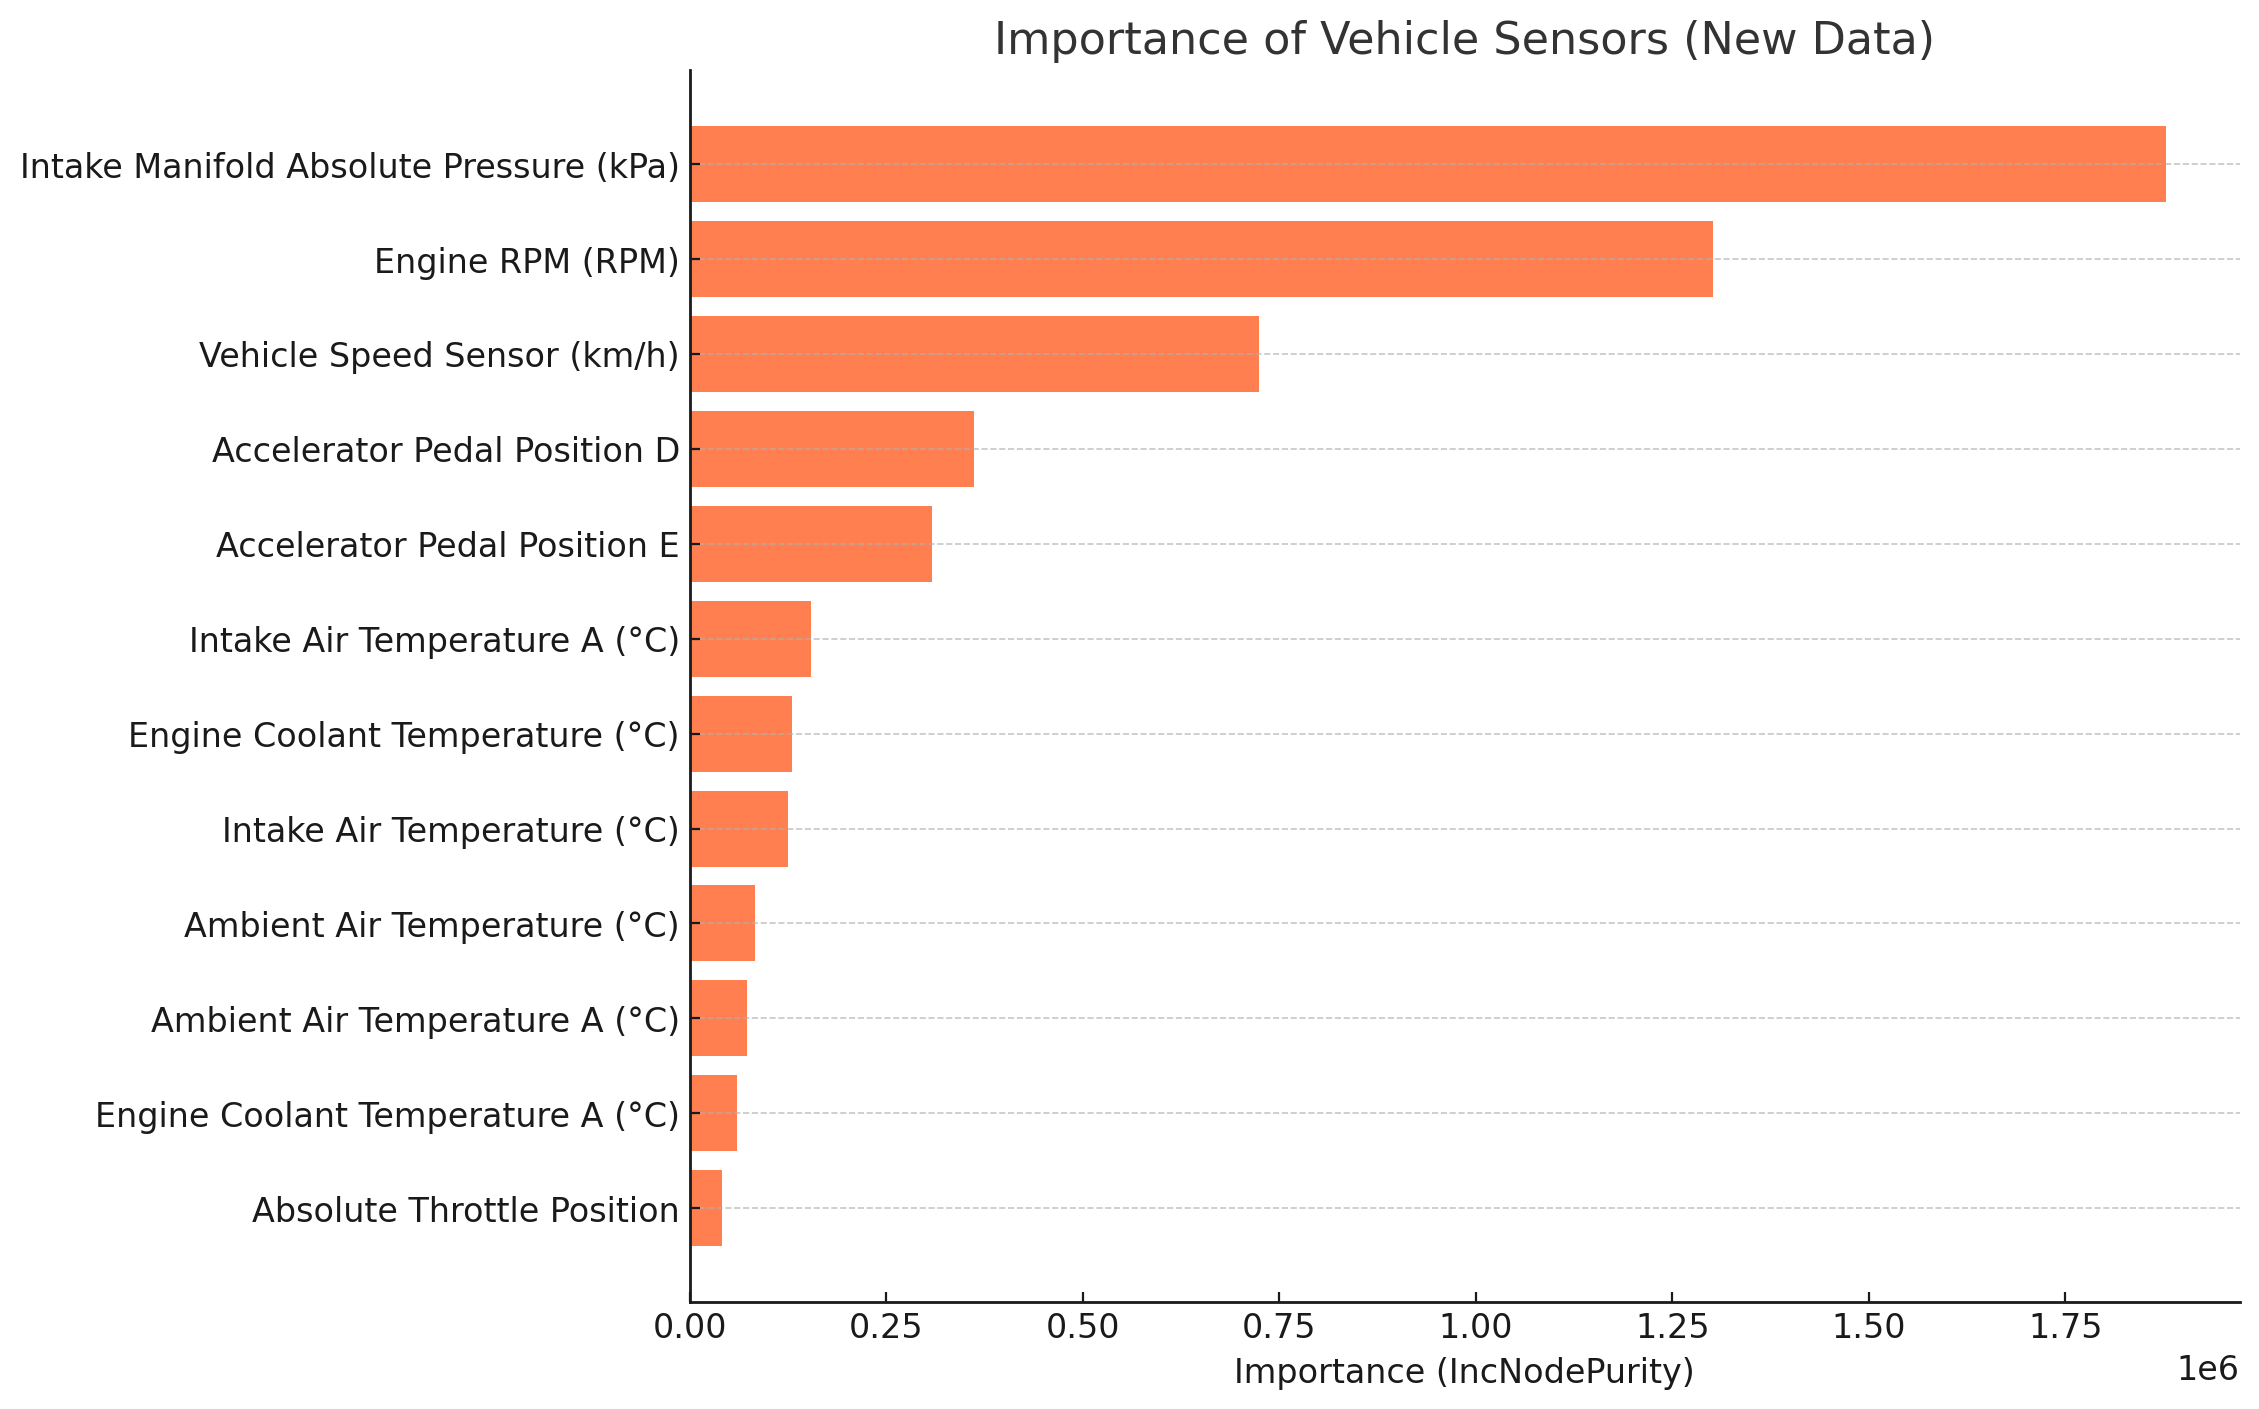 Importance of Vehicle Sensors (New Data)
Intake Manifold Absolute Pressure (kPa)
Engine RPM (RPM)
Vehicle Speed Sensor (km/h)
Accelerator Pedal Position D
Accelerator Pedal Position E
Intake Air Temperature A (°C)
Engine Coolant Temperature (°C)
Intake Air Temperature (°C)
Ambient Air Temperature (°C)
Ambient Air Temperature A (°C)
Engine Coolant Temperature A (°C)
Absolute Throttle Position
0.00 0.25 0.50 0.75 1.00 1.25 1.50 1.75
Importance (IncNodePurity)
1e6